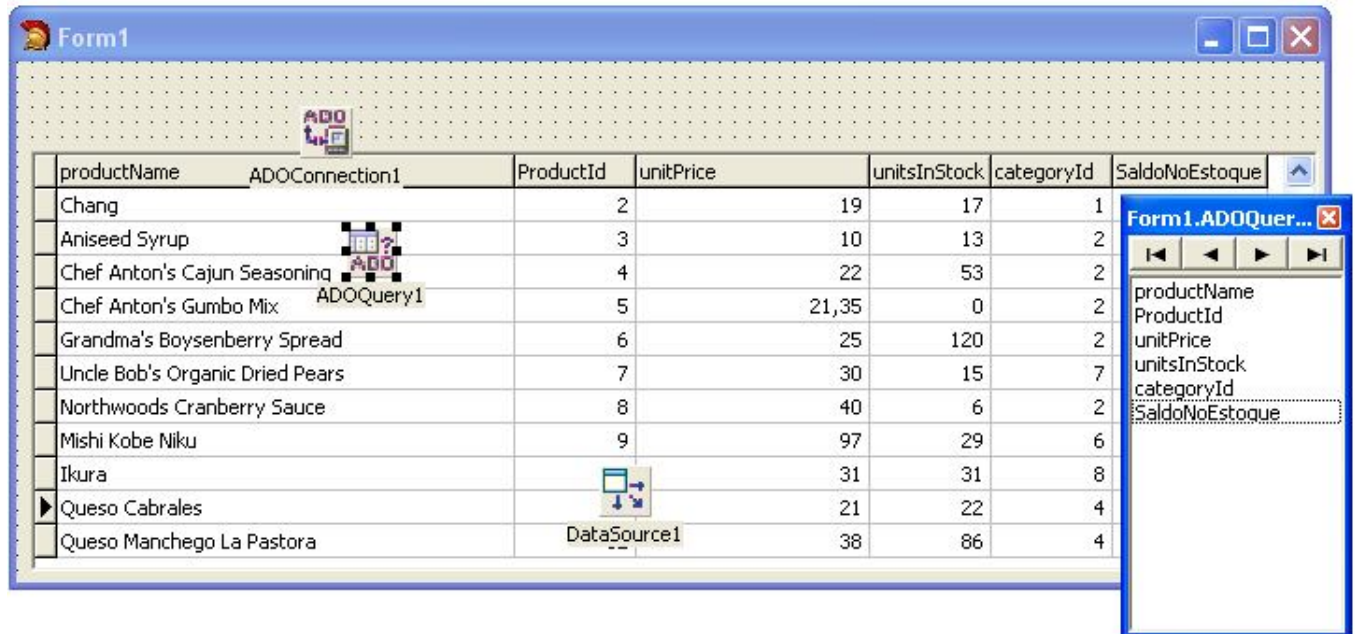 Form1
ADO
productName ADOConnection1 ProductId unitPrice unitsInStock categoryId SaldoNoEstoque
Chang 2 19 17 1
Aniseed Syrup 3 10 13 2
Chef Anton's Cajun Seasoning ADO 4 22 53 2
Chef Anton's Gumbo Mix ADOQuery1 5 21,35 0 2
Grandma's Boysenberry Spread 6 25 120 2
Uncle Bob's Organic Dried Pears 7 30 15 7
Northwoods Cranberry Sauce 8 40 6 2
Mishi Kobe Niku 9 97 29 6
Ikura 31 31 8
Queso Cabrales 21 22 4
Queso Manchego La Pastora DataSource1 38 86 4
Form1.ADOQuer...
productName
ProductId
unitPrice
unitsInStock
categoryId
SaldoNoEstoque